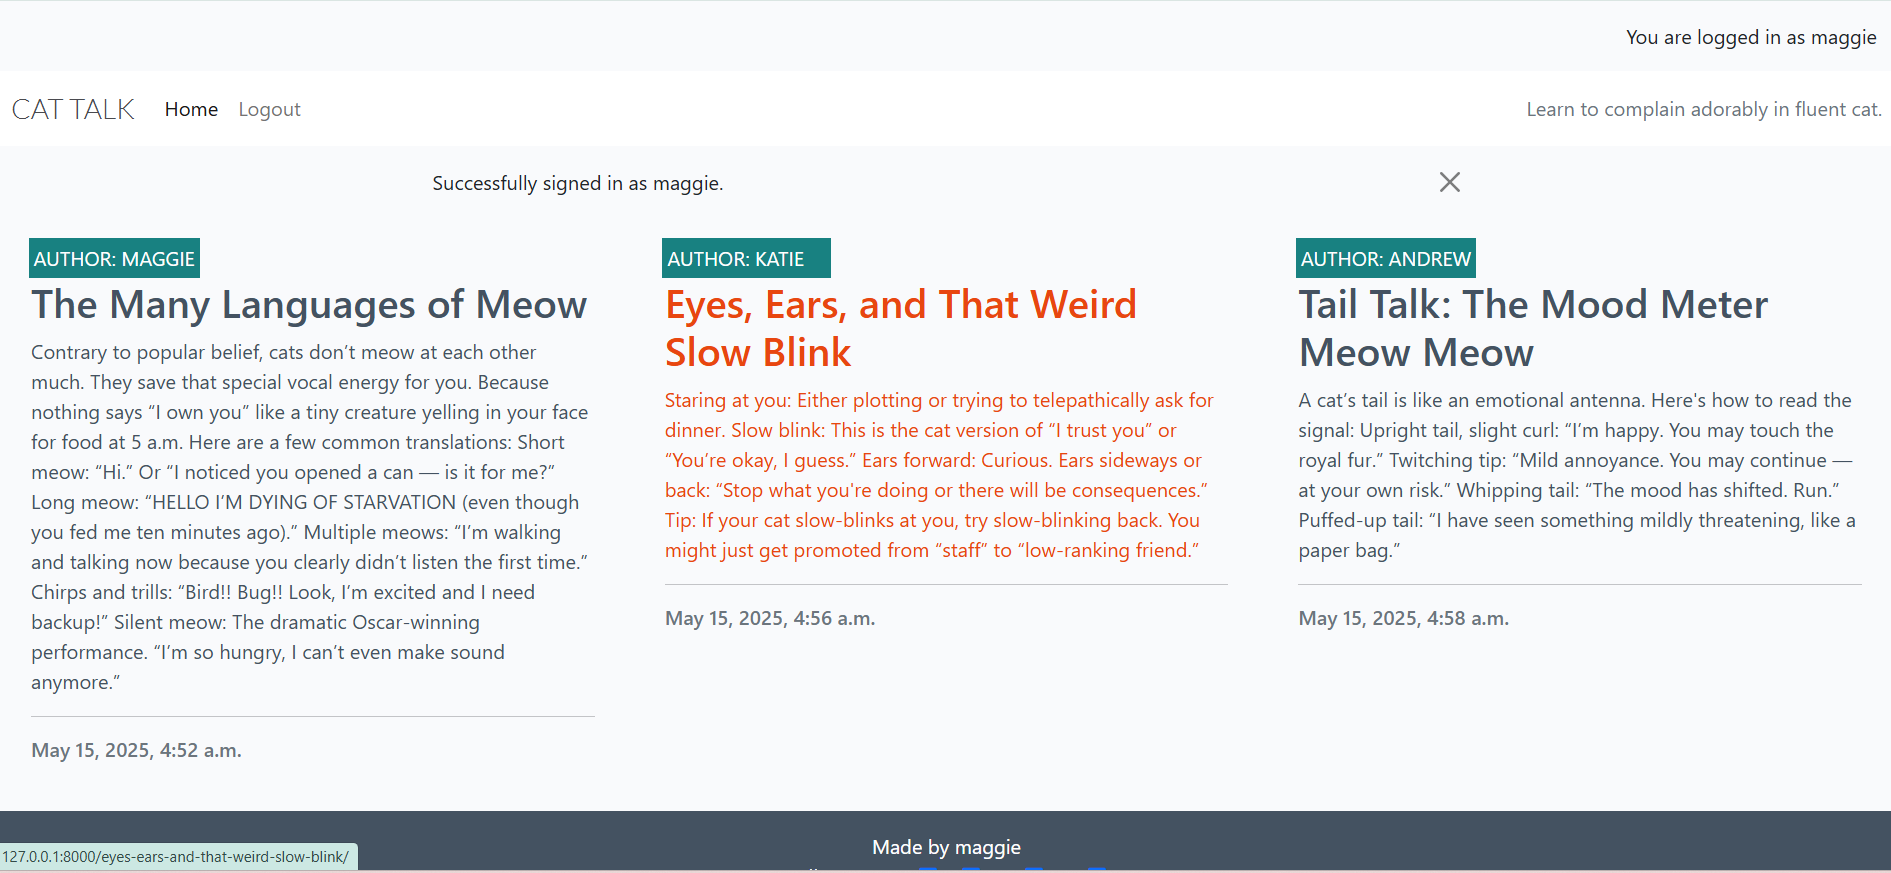 You are logged in as maggie
CAT TALK Home Logout Learn to complain adorably in fluent cat.
Successfully signed in as maggie.
AUTHOR: MAGGIE
The Many Languages of Meow
Contrary to popular belief, cats don’t meow at each other
much. They save that special vocal energy for you. Because
nothing says “I own you” like a tiny creature yelling in your face
for food at 5 a.m. Here are a few common translations: Short
meow: “Hi.” Or “I noticed you opened a can — is it for me?”
Long meow: “HELLO I’M DYING OF STARVATION (even though
you fed me ten minutes ago).” Multiple meows: “I’m walking
and talking now because you clearly didn’t listen the first time.”
Chirps and trills: “Bird!! Bug!! Look, I’m excited and I need
backup!” Silent meow: The dramatic Oscar-winning
performance. “I’m so hungry, I can’t even make sound
anymore.”
May 15, 2025, 4:52 a.m.
AUTHOR: KATIE
Eyes, Ears, and That Weird
Slow Blink
Staring at you: Either plotting or trying to telepathically ask for
dinner. Slow blink: This is the cat version of “I trust you” or
“You’re okay, I guess.” Ears forward: Curious. Ears sideways or
back: “Stop what you're doing or there will be consequences.”
Tip: If your cat slow-blinks at you, try slow-blinking back. You
might just get promoted from “staff” to “low-ranking friend.”
May 15, 2025, 4:56 a.m.
AUTHOR: ANDREW
Tail Talk: The Mood Meter
Meow Meow
A cat’s tail is like an emotional antenna. Here's how to read the
signal: Upright tail, slight curl: “I’m happy. You may touch the
royal fur.” Twitching tip: “Mild annoyance. You may continue —
at your own risk.” Whipping tail: “The mood has shifted. Run.”
Puffed-up tail: “I have seen something mildly threatening, like a
paper bag.”
May 15, 2025, 4:58 a.m.
Made by maggie
127.0.0.1:8000/eyes-ears-and-that-weird-slow-blink/